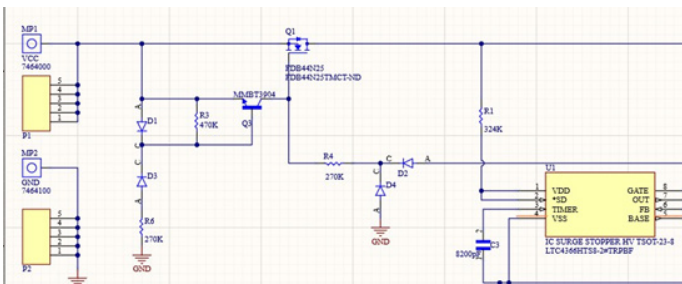 MP1
VCC
7464000
5
4
3
2
1
P1
MP2
GND
7464100
5
4
3
2
1
P2
A
D1
C
C
D3
A
R6
270K
GND
R3
470K
MMBT3904
Q3
Q1
FDB44N25
FDB44N25TMCT-ND
R4
270K
C
D2
A
C
D4
A
GND
R1
324K
U1
1
2
3
4
VDD
*SD
TIMER
VSS
GATE
OUT
FB
BASE
8
7
6
5
IC SURGE STOPPER HV TSOT-23-8
LTC4366HTS8-2#TRPBF
2
C3
8200pF